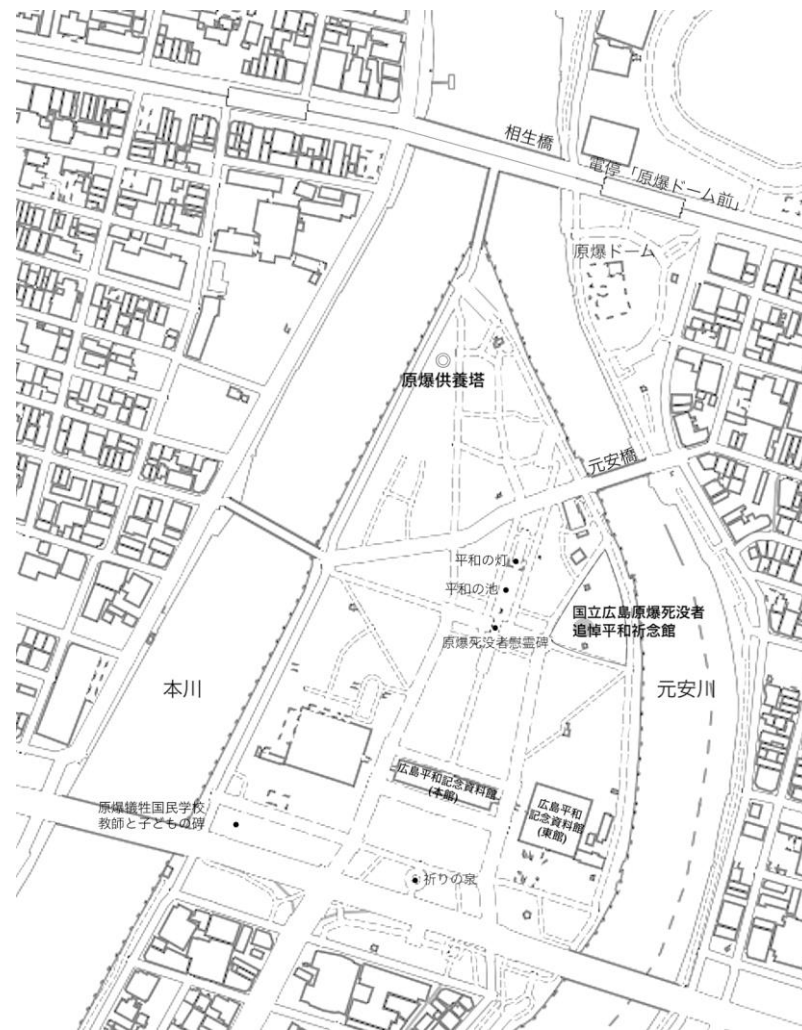 相生橋
電停「原爆ドーム前」
原爆ドーム
原爆供養塔
元安橋
平和の灯
平和の池
国立広島原爆死没者
追悼平和祈念館
原爆死没者慰霊碑
本川
元安川
広島平和記念資料館
(本館)
広島平和
記念資料館
(東館)
原爆犠牲国民学校
教師と子どもの碑
祈りの泉